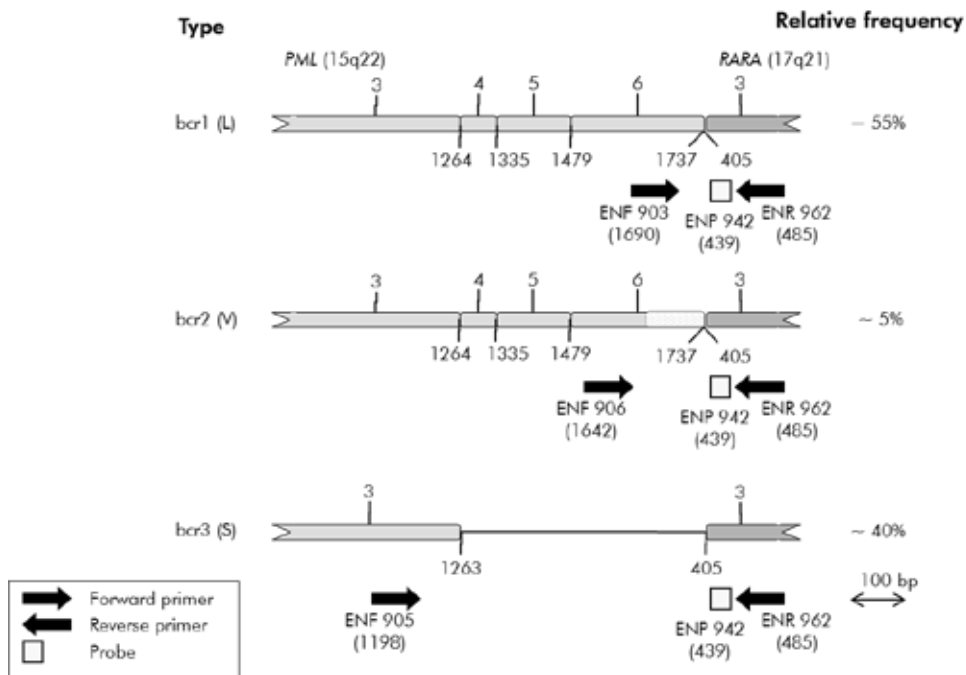 Type Relative frequency
PML (15q22) RARA (17q21)
3 4 5 6 3
bcr1 (L) – 55%
1264 1335 1479 1737 405
ENF 903 ENP 942 ENR 962
(1690) (439) (485)
3 4 5 6 3
bcr2 (V) ~ 5%
1264 1335 1479 1737 405
ENF 906 ENP 942 ENR 962
(1642) (439) (485)
3 3
bcr3 (S) ~ 40%
1263 405
100 bp
ENF 905 ENP 942 ENR 962
(1198) (439) (485)
Forward primer
Reverse primer
Probe